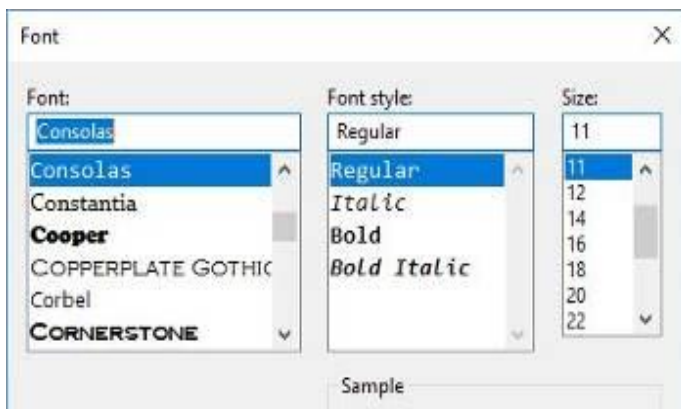 Font
Font:
Font style:
Size:
Consolas
Regular
11
Consolas
Constantia
Cooper
COPPERPLATE GOTHIC
Corbel
CORNERSTONE
Regular
Italic
Bold
Bold Italic
11
12
14
16
18
20
22
Sample